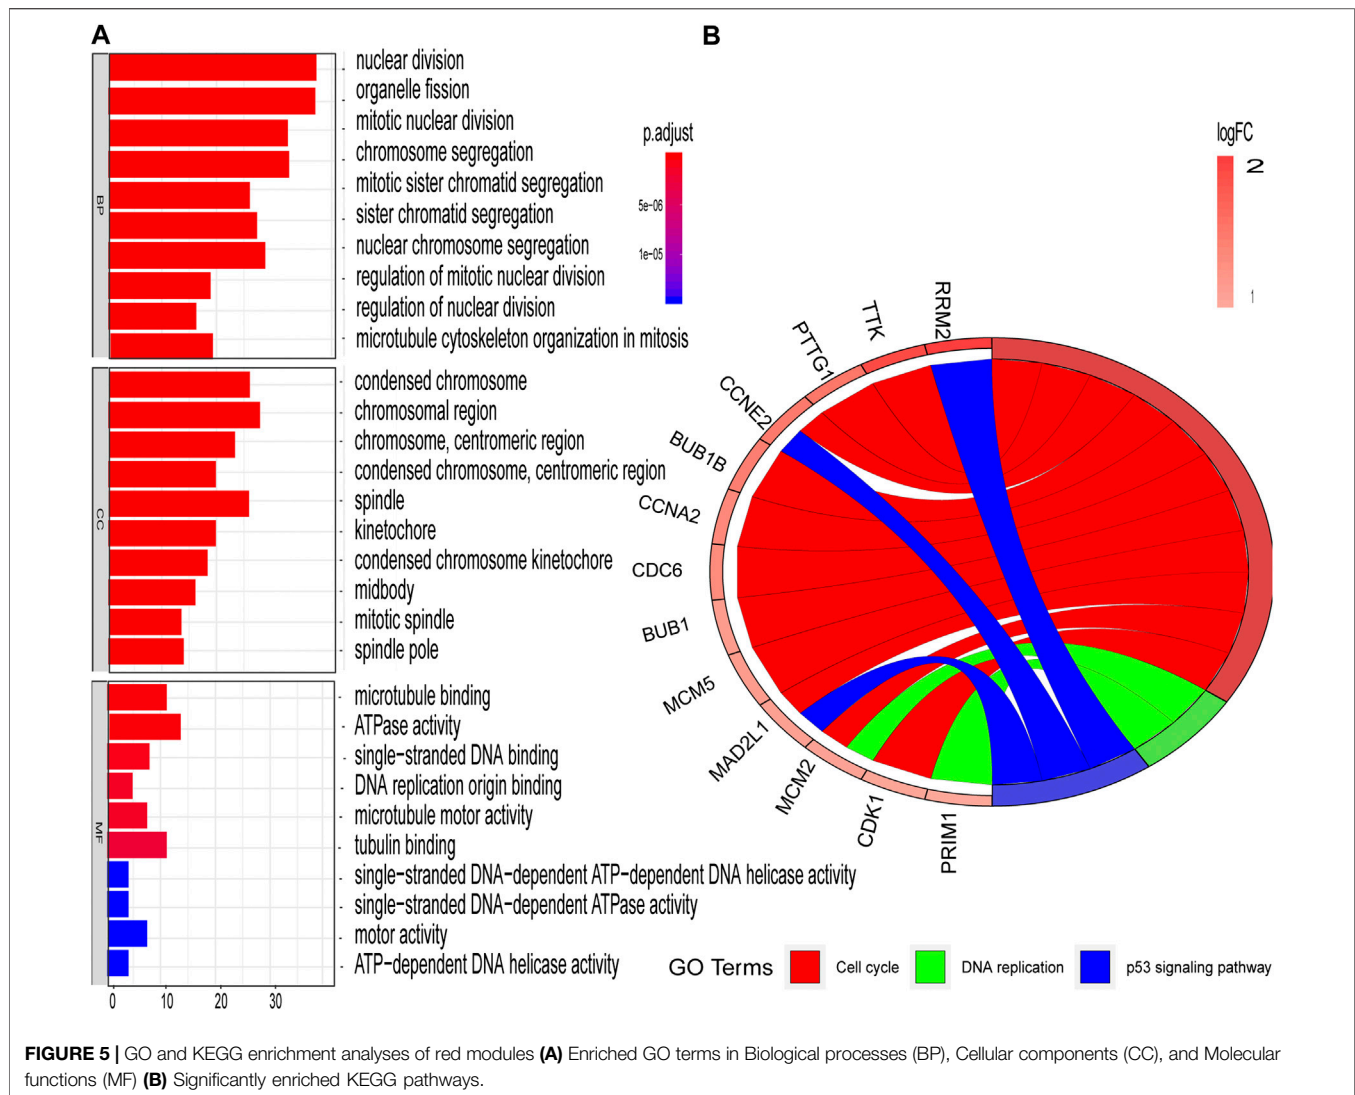 A
B
BP
nuclear division
organelle fission
mitotic nuclear division
chromosome segregation
mitotic sister chromatid segregation
sister chromatid segregation
nuclear chromosome segregation
regulation of mitotic nuclear division
regulation of nuclear division
microtubule cytoskeleton organization in mitosis
CC
condensed chromosome
chromosomal region
chromosome, centromeric region
condensed chromosome, centromeric region
spindle
kinetochore
condensed chromosome kinetochore
midbody
mitotic spindle
spindle pole
MF
microtubule binding
ATPase activity
single−stranded DNA binding
DNA replication origin binding
microtubule motor activity
tubulin binding
single−stranded DNA−dependent ATP−dependent DNA helicase activity
single−stranded DNA−dependent ATPase activity
motor activity
ATP−dependent DNA helicase activity
0 10 20 30
p.adjust
5e−06
1e−05
logFC
2
1
RRM2
TTK
PTTG1
CCNE2
BUB1B
CCNA2
CDC6
BUB1
MCM5
MAD2L1
MCM2
CDK1
PRIM1
GO Terms Cell cycle DNA replication p53 signaling pathway
FIGURE 5 | GO and KEGG enrichment analyses of red modules (A) Enriched GO terms in Biological processes (BP), Cellular components (CC), and Molecular
functions (MF) (B) Significantly enriched KEGG pathways.